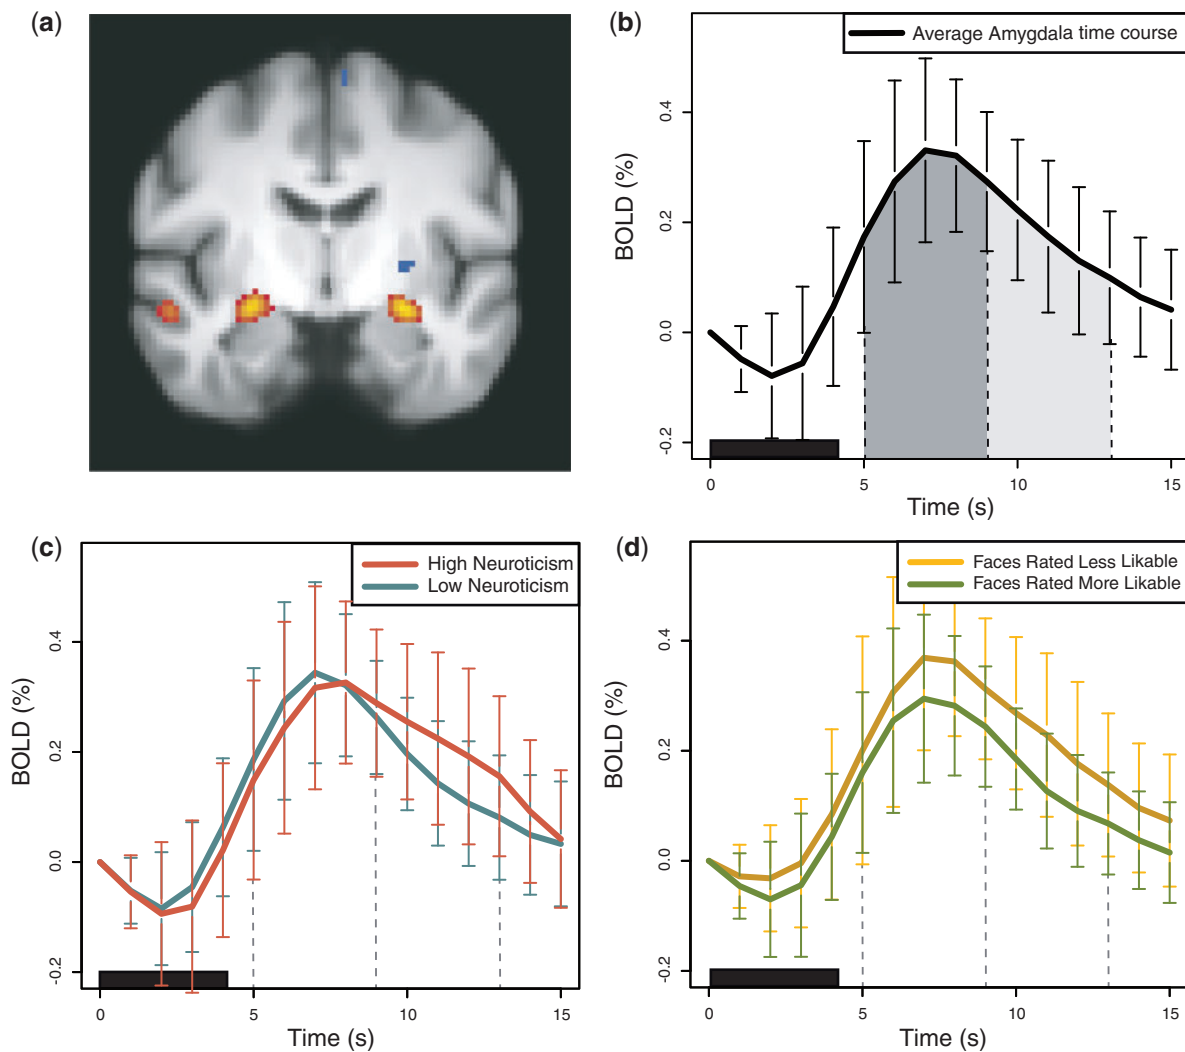 (a)
(b)
Average Amygdala time course
BOLD (%)
0.4
0.2
0.0
-0.2
0
5
10
15
Time (s)
(c)
High Neuroticism
Low Neuroticism
BOLD (%)
0.4
0.2
0.0
-0.2
0
5
10
15
Time (s)
(d)
Faces Rated Less Likable
Faces Rated More Likable
BOLD (%)
0.4
0.2
0.0
-0.2
0
5
10
15
Time (s)